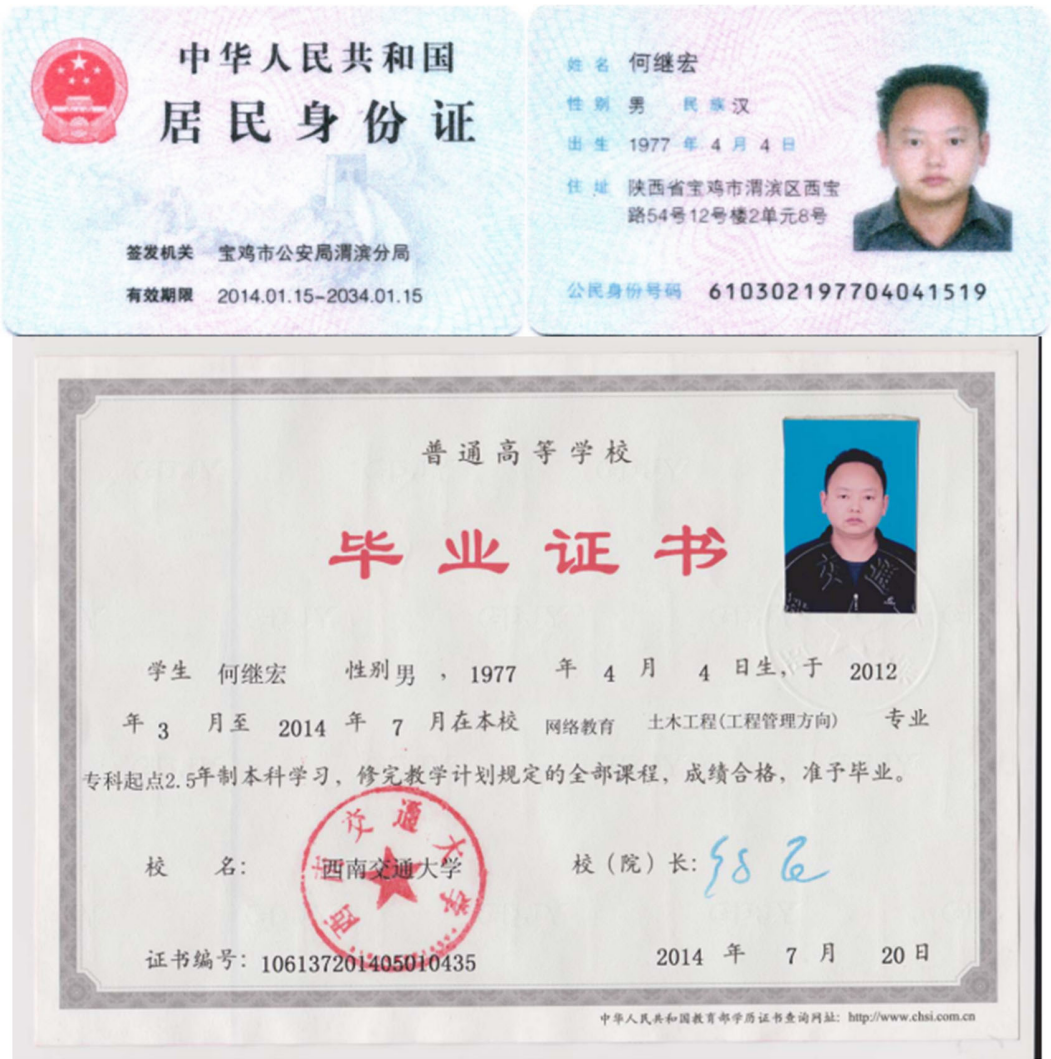 中华人民共和国
居民身份证
签发机关 宝鸡市公安局渭滨分局
有效期限 2014.01.15-2034.01.15
姓名 何继宏
性别 男 民族 汉
出生 1977 年 4 月 4 日
住址 陕西省宝鸡市渭滨区西宝
路54号12号楼2单元8号
公民身份号码 610302197704041519
普通高等学校
毕业证书
学生 何继宏 性别 男 ，1977 年 4 月 4 日生，于 2012
年 3 月至 2014 年 7 月在本校 网络教育 土木工程(工程管理方向) 专业
专科起点2.5年制本科学习，修完教学计划规定的全部课程，成绩合格，准予毕业。
校 名： 西南交通大学
校（院）长：
西南交通大学
证书编号：106137201405010435
2014 年 7 月 20 日
中华人民共和国教育部学历证书查询网址：http://www.chsi.com.cn